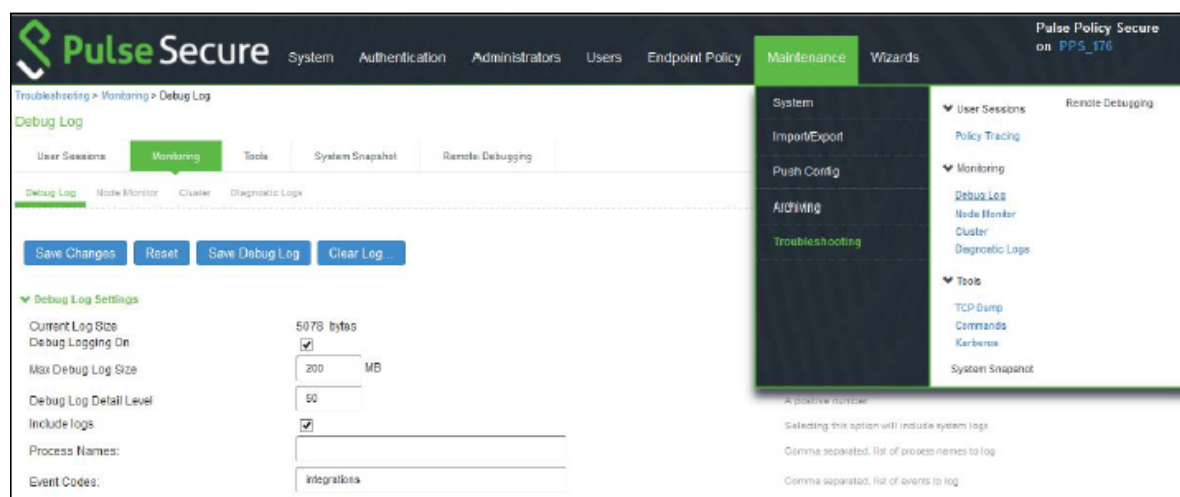 Pulse Secure
System Authentication Administrators Users Endpoint Policy Maintenance Wizards
Pulse Policy Secure
on PPS_176
Troubleshooting > Monitoring > Debug Log
Debug Log
User Sessions Monitoring Tools System Snapshot Remote Debugging
Debug Log Node Monitor Cluster Diagnostic Logs
Save Changes Reset Save Debug Log Clear Log...
Debug Log Settings
Current Log Size 5078 bytes
Debug Logging On
Max Debug Log Size 200 MB
Debug Log Detail Level 50
A positive number
Include logs
Selecting this option will include system logs
Process Names:
Comma separated, list of process names to log
Event Codes: integrations
Comma separated, list of events to log
System
Import/Export
Push Config
Archiving
Troubleshooting
User Sessions
Policy Tracing
Monitoring
Debug Log
Node Monitor
Cluster
Diagnostic Logs
Tools
TCP Dump
Commands
Kerberos
System Snapshot
Remote Debugging